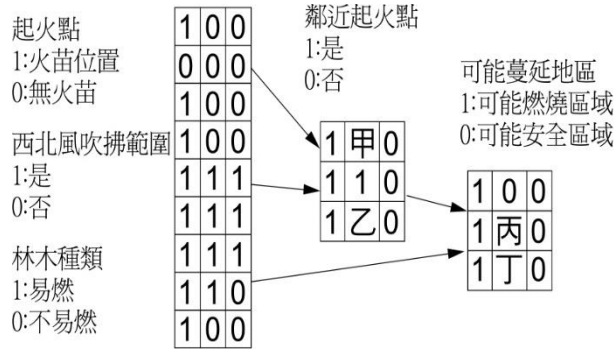 起火點
1:火苗位置
0:無火苗
西北風吹拂範圍
1:是
0:否
林木種類
1:易燃
0:不易燃
1 0 0
0 0 0
1 0 0
1 0 0
1 1 1
1 1 1
1 1 1
1 1 0
1 0 0
鄰近起火點
1:是
0:否
1 甲 0
1 1 0
1 乙 0
可能蔓延地區
1:可能燃燒區域
0:可能安全區域
1 0 0
1 丙 0
1 丁 0